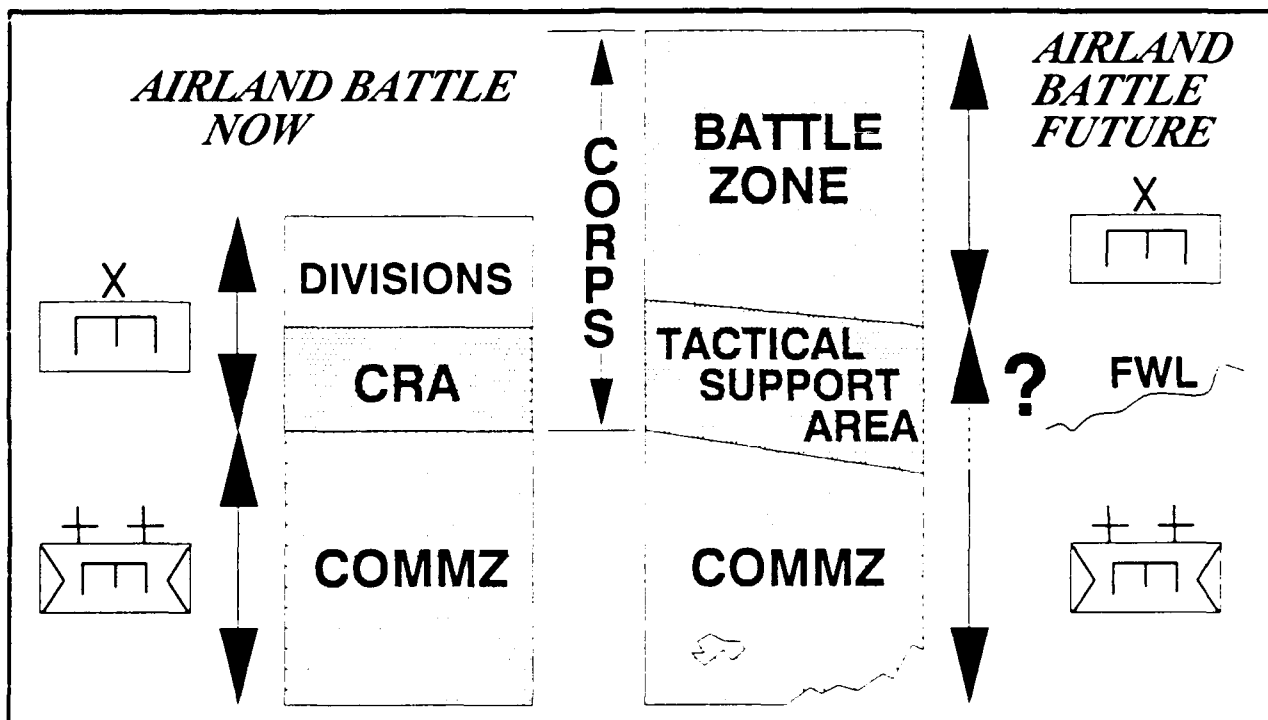 AIRLAND BATTLE
NOW
X
DIVISIONS
CRA
COMMZ
CORPS
BATTLE
ZONE
TACTICAL
SUPPORT
AREA
COMMZ
AIRLAND
BATTLE
FUTURE
X
?
FWL